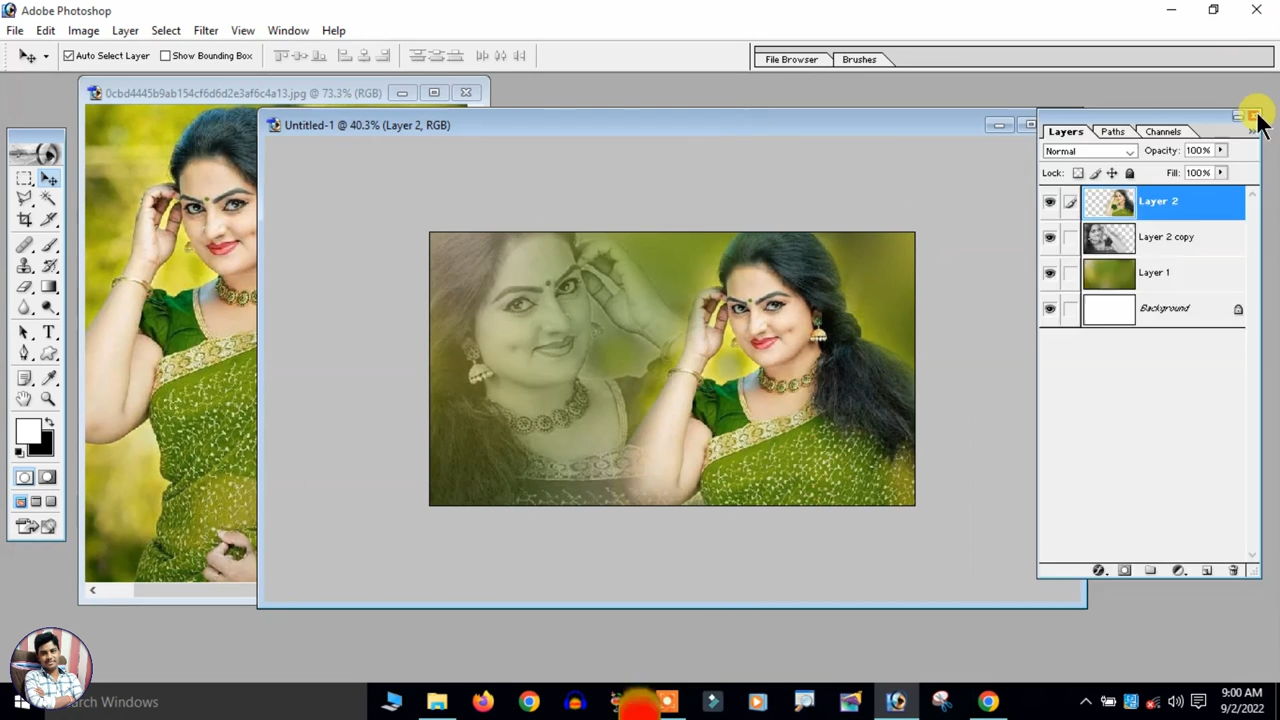 Adobe Photoshop
File Edit Image Layer Select Filter View Window Help
Auto Select Layer Show Bounding Box File Browser Brushes
0cbd4445b9ab154cf6d6d2e3af6c4a13.jpg @ 73.3% (RGB)
Untitled-1 @ 40.3% (Layer 2, RGB)
Layers Paths Channels
Normal Opacity: 100%
Lock: Fill: 100%
Layer 2
Layer 2 copy
Layer 1
Background
T
arch Windows
9:00 AM
9/2/2022